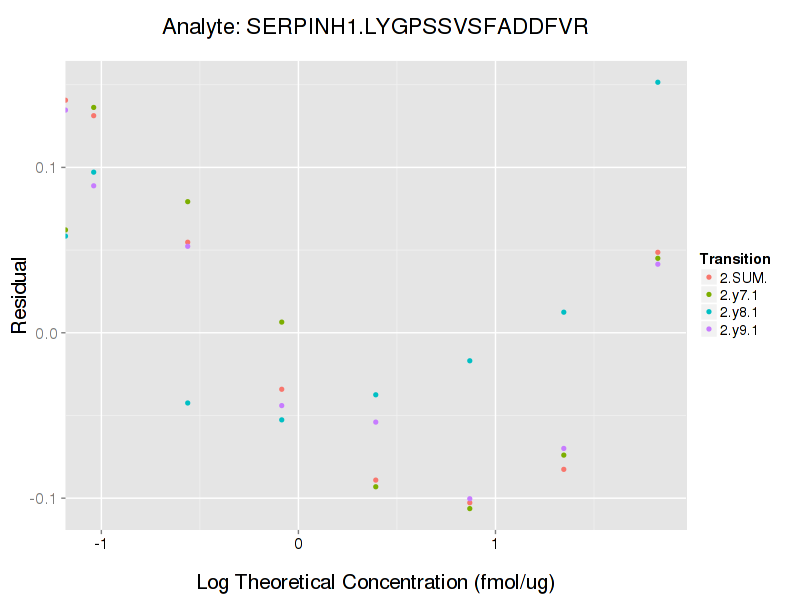 Analyte: SERPINH1.LYGPSSVSFADDFVR
0.1
0.0
-0.1
Residual
-1
0
1
Log Theoretical Concentration (fmol/ug)
Transition
2.SUM.
2.y7.1
2.y8.1
2.y9.1